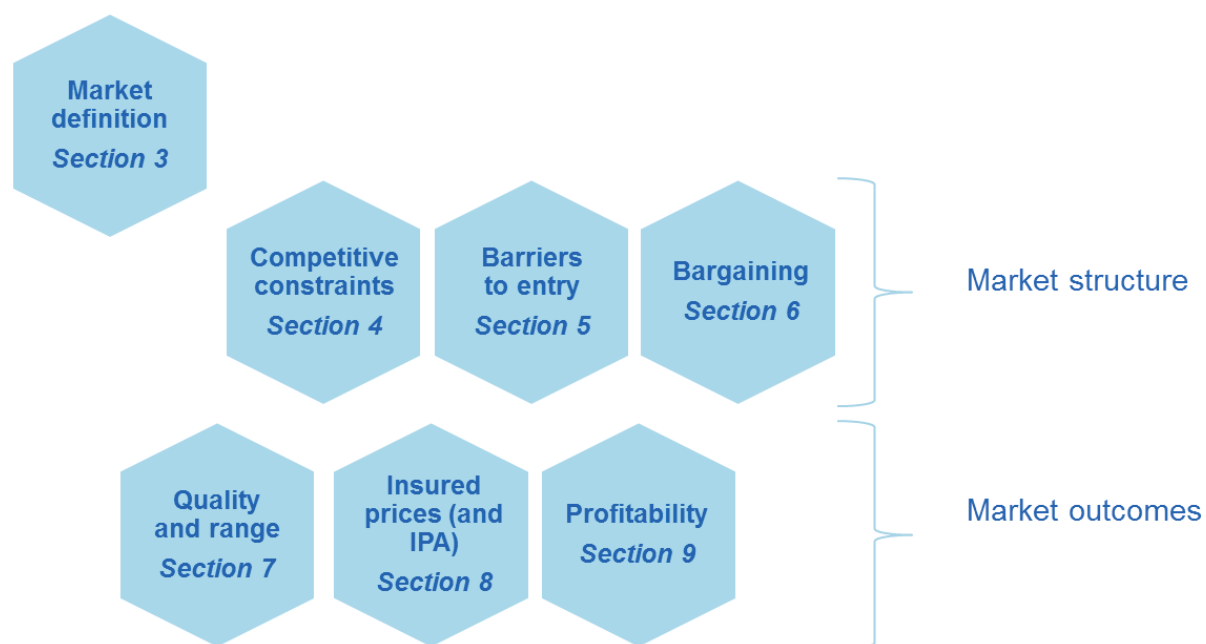 Market
definition
Section 3
Competitive
constraints
Section 4
Barriers
to entry
Section 5
Bargaining
Section 6
Market structure
Quality
and range
Section 7
Insured
prices (and
IPA)
Section 8
Profitability
Section 9
Market outcomes